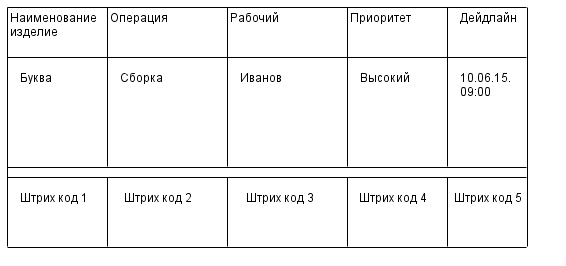 Наименование Операция Рабочий Приоритет Дейдлайн
изделие
Буква Сборка Иванов Высокий 10.06.15.
09:00
Штрих код 1 Штрих код 2 Штрих код 3 Штрих код 4 Штрих код 5